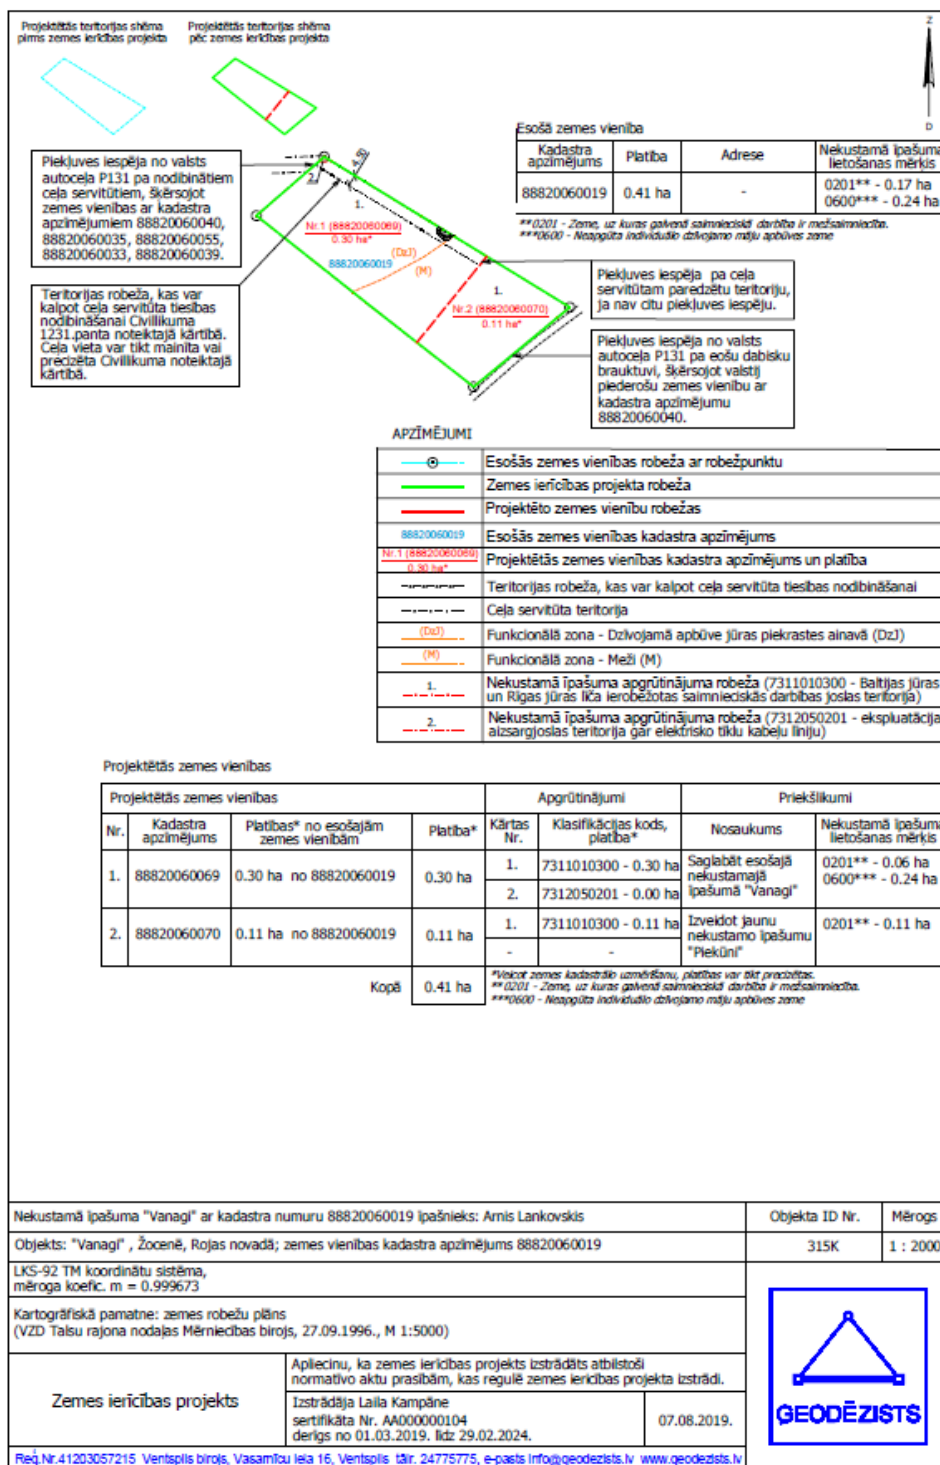 Projektētās teritorijas shēma
pirms zemes ierīcības projekta
Projektētās teritorijas shēma
pēc zemes ierīcības projekta
Z
D
Piekļuves iespēja no valsts
autoceļa P131 pa nodibinātiem
ceļa servitūtiem, šķērsojot
zemes vienības ar kadastra
apzīmējumiem 88820060040,
88820060035, 88820060055,
88820060033, 88820060039.
Teritorijas robeža, kas var
kalpot ceļa servitūta tiesības
nodibināšanai Civillikuma
1231.panta noteiktajā kārtībā.
Ceļa vieta var tikt mainīta vai
precizēta Civillikuma noteiktajā
kārtībā.
2.
4.50
1.
Nr.1 (88820060069)
0.30 ha*
88820060019
(DzJ)
(M)
1.
Nr.2 (88820060070)
0.11 ha*
Esošā zemes vienība
Kadastra apzīmējums
Platība
Adrese
Nekustamā īpašuma
lietošanas mērķis
88820060019
0.41 ha
-
0201** - 0.17 ha
0600*** - 0.24 ha
**0201 - Zeme, uz kuras galvenā saimnieciskā darbība ir mežsaimniecība.
***0600 - Neapgūta individuālo dzīvojamo māju apbūves zeme
Piekļuves iespēja pa ceļa
servitūtam paredzētu teritoriju,
ja nav citu piekļuves iespēju.
Piekļuves iespēja no valsts
autoceļa P131 pa eošu dabisku
brauktuvi, šķērsojot valstij
piederošu zemes vienību ar
kadastra apzīmējumu
88820060040.
APZĪMĒJUMI
Esošās zemes vienības robeža ar robežpunktu
Zemes ierīcības projekta robeža
Projektēto zemes vienību robežas
88820060019
Esošās zemes vienības kadastra apzīmējums
Nr.1 (88820060069)
0.30 ha*
Projektētās zemes vienības kadastra apzīmējums un platība
Teritorijas robeža, kas var kalpot ceļa servitūta tiesības nodibināšanai
Ceļa servitūta teritorija
(DzJ)
Funkcionālā zona - Dzīvojamā apbūve jūras piekrastes ainavā (DzJ)
(M)
Funkcionālā zona - Meži (M)
1.
Nekustamā īpašuma apgrūtinājuma robeža (7311010300 - Baltijas jūras
un Rīgas jūras līča ierobežotas saimnieciskās darbības joslas teritorija)
2.
Nekustamā īpašuma apgrūtinājuma robeža (7312050201 - ekspluatācija
aizsargjoslas teritorija gar elektrisko tīklu kabeļu līniju)
Projektētās zemes vienības
Projektētās zemes vienības
Apgrūtinājumi
Priekšlikumi
Nr.
Kadastra apzīmējums
Platības* no esošajām zemes vienībām
Platība*
Kārtas Nr.
Klasifikācijas kods, platība*
Nosaukums
Nekustamā īpašuma
lietošanas mērķis
1.
88820060069
0.30 ha no 88820060019
0.30 ha
1.
7311010300 - 0.30 ha
2.
7312050201 - 0.00 ha
Saglabāt esošajā
nekustamajā
īpašumā "Vanagi"
0201** - 0.06 ha
0600*** - 0.24 ha
2.
88820060070
0.11 ha no 88820060019
0.11 ha
1.
7311010300 - 0.11 ha
-
-
Izveidot jaunu
nekustamo īpašumu
"Piekūni"
0201** - 0.11 ha
Kopā
0.41 ha
*Veicot zemes kadastrālo uzmērīšanu, platības var tikt precizētas.
**0201 - Zeme, uz kuras galvenā saimnieciskā darbība ir mežsaimniecība.
***0600 - Neapgūta individuālo dzīvojamo māju apbūves zeme
Nekustamā īpašuma "Vanagi" ar kadastra numuru 88820060019 īpašnieks: Arnis Lankovskis
Objekta ID Nr.
Mērogs
Objekts: "Vanagi" , Žocenē, Rojas novadā; zemes vienības kadastra apzīmējums 88820060019
315K
1 : 2000
LKS-92 TM koordinātu sistēma,
mēroga koefic. m = 0.999673
Kartogrāfiskā pamatne: zemes robežu plāns
(VZD Talsu rajona nodaļas Mērniecības birojs, 27.09.1996., M 1:5000)
Zemes ierīcības projekts
Apliecinu, ka zemes ierīcības projekts izstrādāts atbilstoši
normatīvo aktu prasībām, kas regulē zemes ierīcības projekta izstrādi.
Izstrādāja Laila Kampāne
sertifikāta Nr. AA000000104
derīgs no 01.03.2019. līdz 29.02.2024.
07.08.2019.
GEODĒZISTS
Reģ.Nr.41203057215 Ventspils birojs, Vasarnīcu iela 16, Ventspils tālr. 24775775, e-pasts info@geodezists.lv www.geodezists.lv